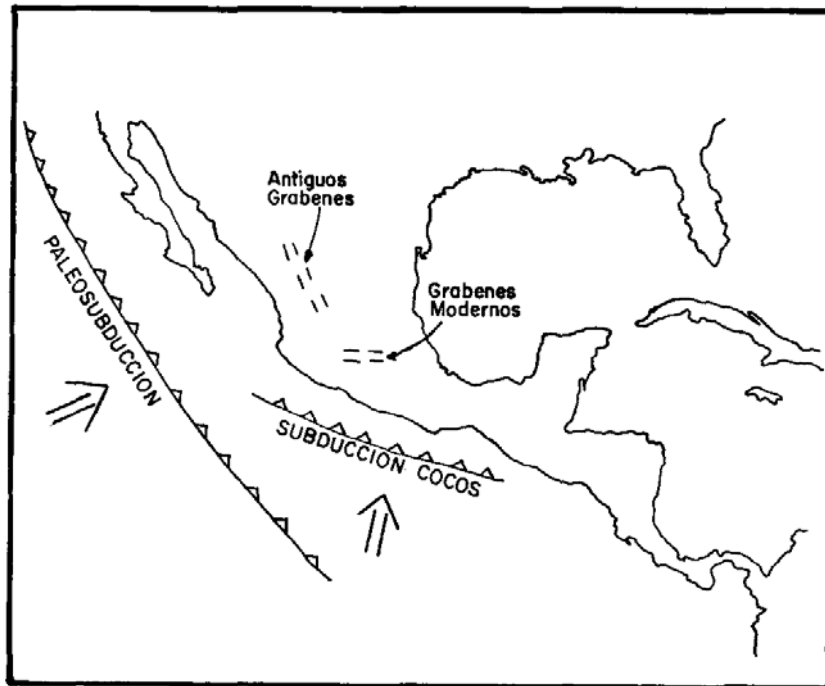 Antiguos
Grabenes
Grabenes
Modernos
PALEOSUBDUCCION
SUBDUCCION COCOS